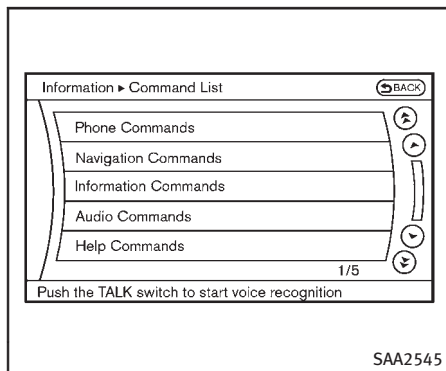 Information ▸ Command List
BACK
Phone Commands
Navigation Commands
Information Commands
Audio Commands
Help Commands
1/5
Push the TALK switch to start voice recognition
SAA2545